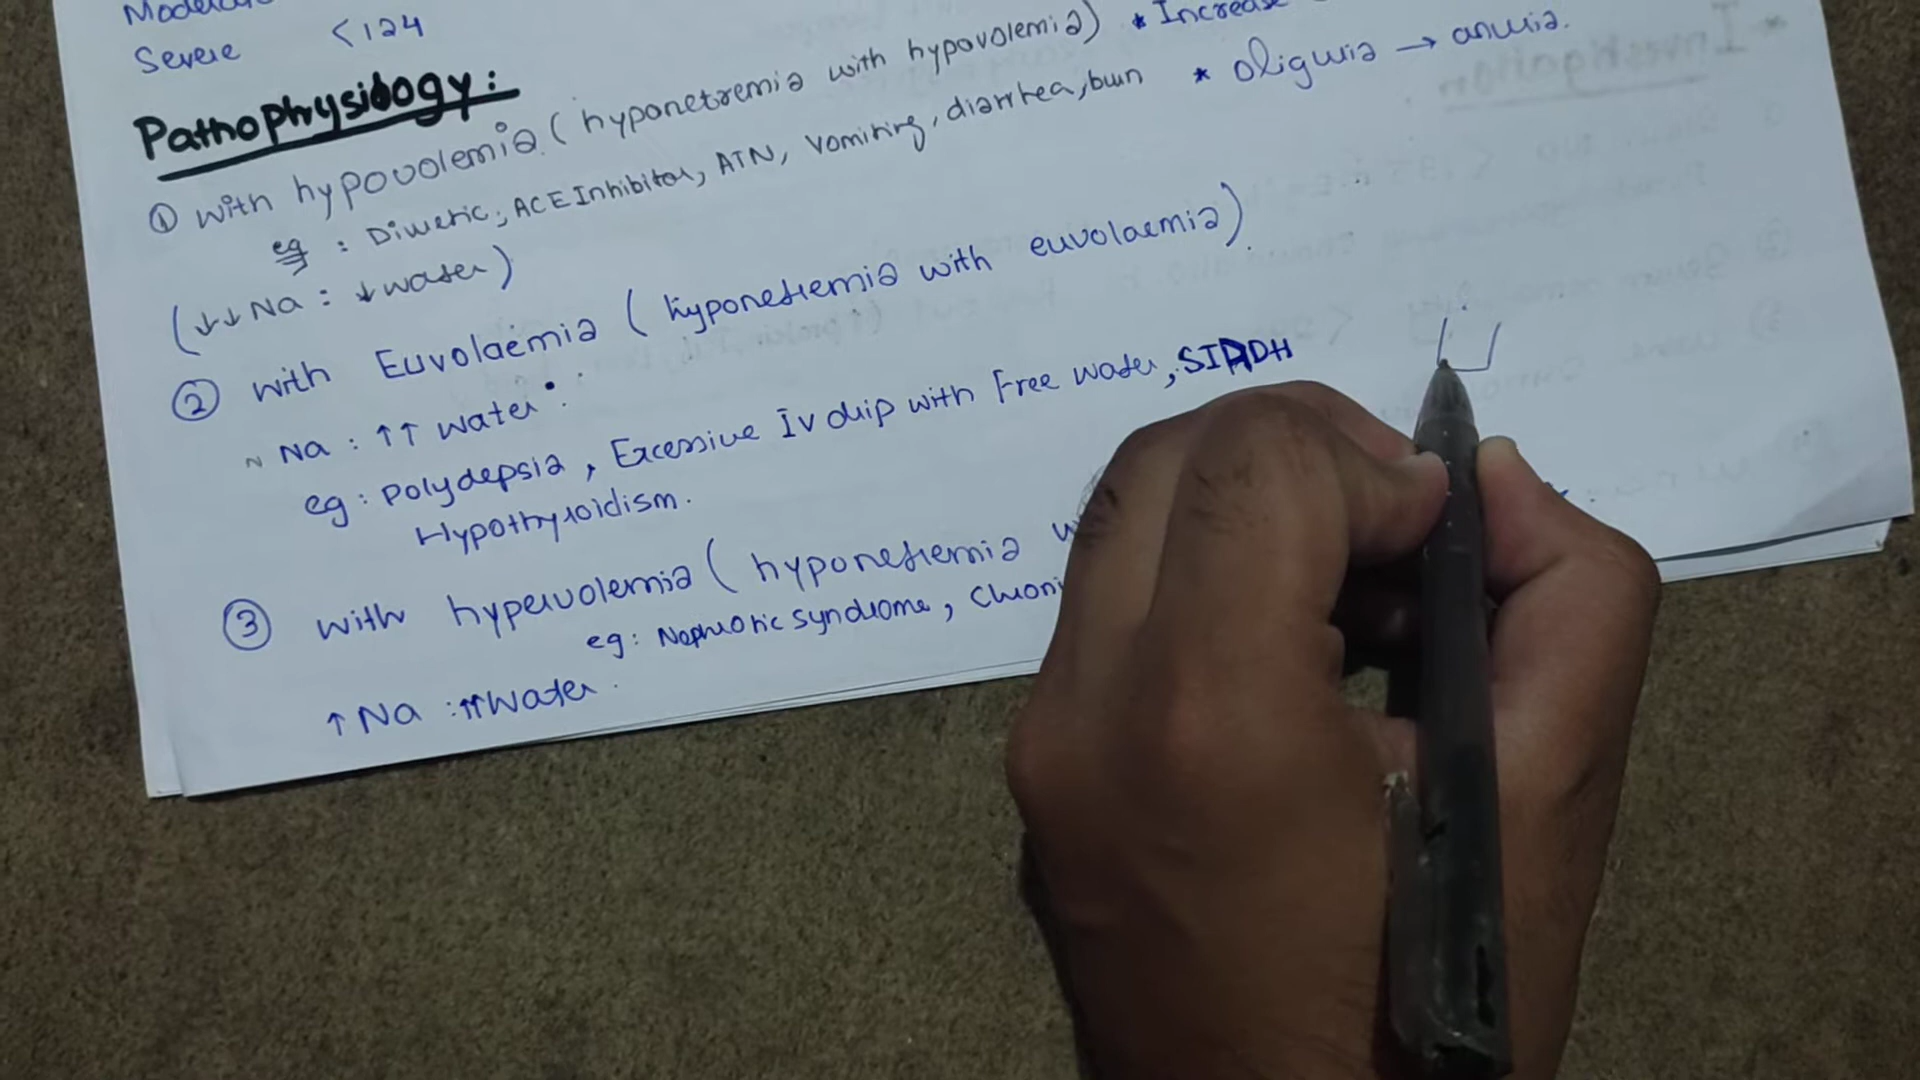 Severe <124
Pathophysiology:
① with hypovolemia (hyponetremia with hypovolemia) * Increase
eg: Diuretic, ACE Inhibitor, ATN, Vomiting, diarrhea, burn * oliguria → anuria.
(↓↓Na : ↓water)
② with Euvolaemia (hyponetremia with euvolaemia)
~ Na : ↑↑ water
eg: polydepsia, Excessive Iv drip with Free water, SIADH
Hypothyroidism.
③ with hypervolemia (hyponetremia
eg: Nephrotic syndrome,
↑ Na : ↑↑Water